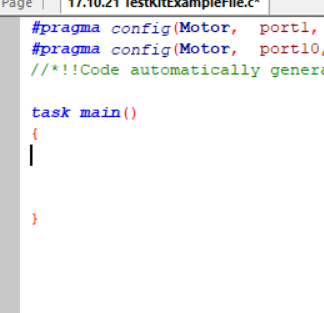 Page | 17.10.21 TestKitExampleFile.c*
#pragma config(Motor, port1,
#pragma config(Motor, port10,
//*!!Code automatically genera
task main()
{
}